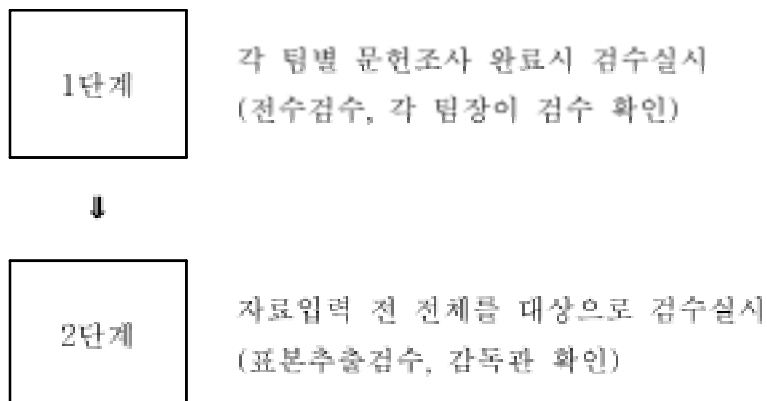 1단계
각 팀별 문헌조사 완료시 검수실시
(전수검수, 각 팀장이 검수 확인)
⇓
2단계
자료입력 전 전체를 대상으로 검수실시
(표본추출검수, 감독관 확인)